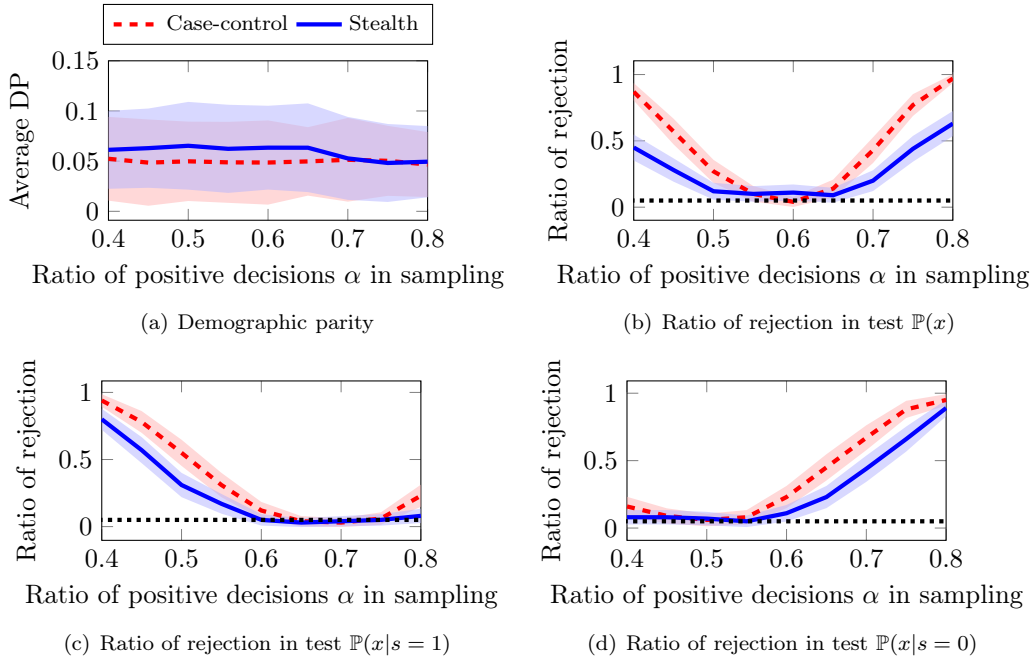 Case-control Stealth
0.15
0.1
0.05
0
Average DP
0.4 0.5 0.6 0.7 0.8
Ratio of positive decisions α in sampling
(a) Demographic parity
1
0.5
0
Ratio of rejection
0.4 0.5 0.6 0.7 0.8
Ratio of positive decisions α in sampling
(b) Ratio of rejection in test ℙ(x)
1
0.5
0
Ratio of rejection
0.4 0.5 0.6 0.7 0.8
Ratio of positive decisions α in sampling
(c) Ratio of rejection in test ℙ(x|s = 1)
1
0.5
0
Ratio of rejection
0.4 0.5 0.6 0.7 0.8
Ratio of positive decisions α in sampling
(d) Ratio of rejection in test ℙ(x|s = 0)